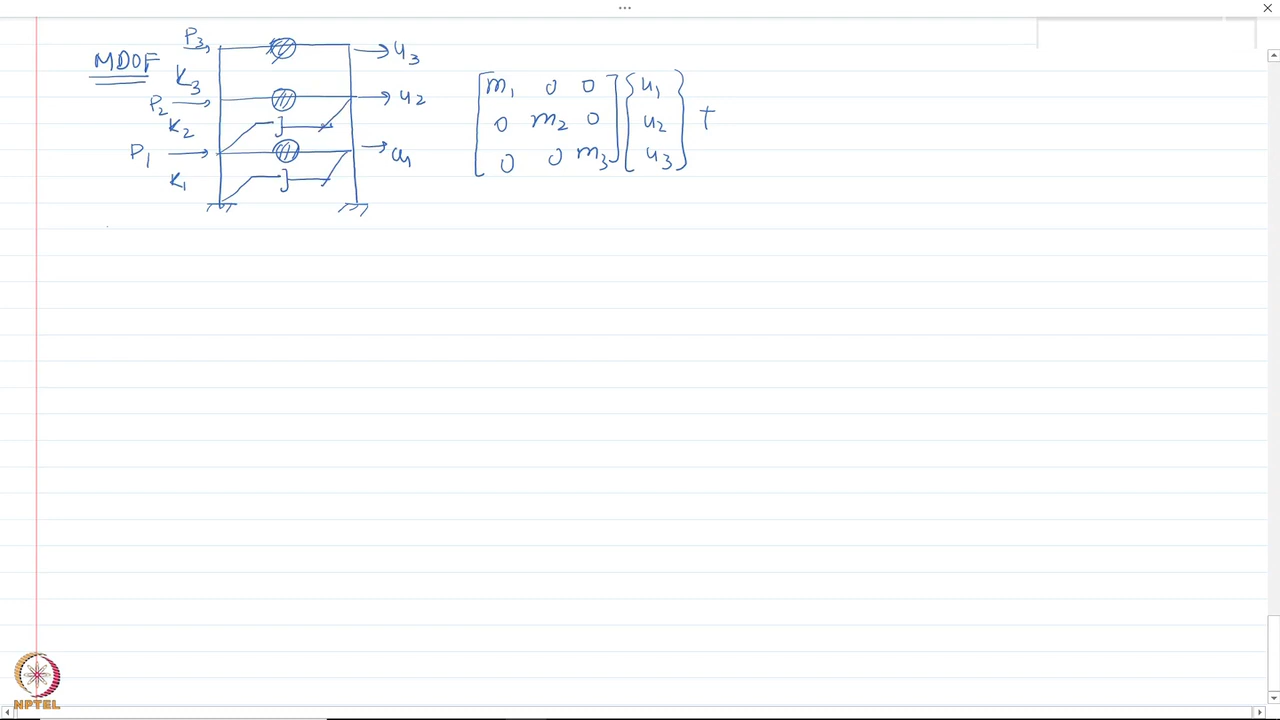 MDOF
P3
u3
K3
P2
u2
K2
P1
u1
K1
[m1 0 0] {u1}
[0 m2 0] {u2} +
[0 0 m3] {u3}
NPTEL